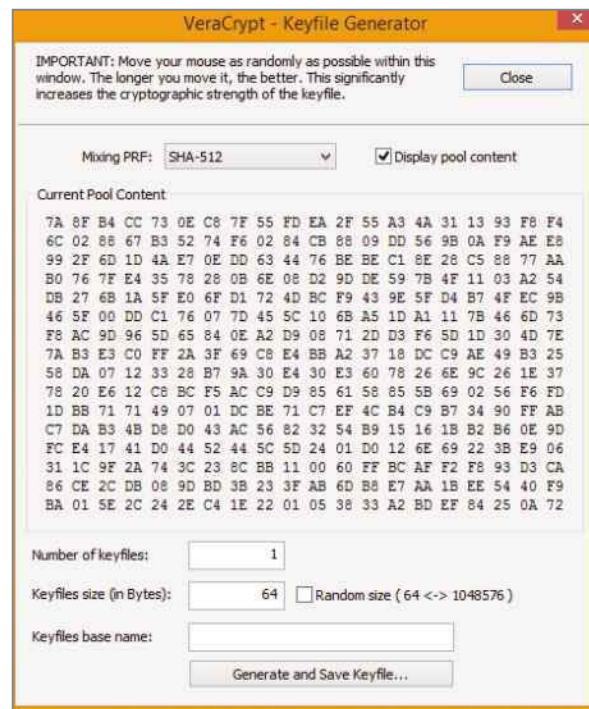 VeraCrypt - Keyfile Generator
IMPORTANT: Move your mouse as randomly as possible within this
window. The longer you move it, the better. This significantly
increases the cryptographic strength of the keyfile.
Close
Mixing PRF: SHA-512
Display pool content
Current Pool Content
7A 8F B4 CC 73 0E C8 7F 55 FD EA 2F 55 A3 4A 31 13 93 F8 F4
6C 02 88 67 B3 52 74 F6 02 84 CB 88 09 DD 56 9B 0A F9 AE E8
99 2F 6D 1D 4A E7 0E DD 63 44 76 BE BE C1 8E 28 C5 88 77 AA
B0 76 7F E4 35 78 28 0B 6E 08 D2 9D DE 59 7B 4F 11 03 A2 54
DB 27 6B 1A 5F E0 6F D1 72 4D BC F9 43 9E 5F D4 B7 4F EC 9B
46 5F 00 DD C1 76 07 7D 45 5C 10 6B A5 1D A1 11 7B 46 6D 73
F8 AC 9D 96 5D 65 84 0E A2 D9 08 71 2D D3 F6 5D 1D 30 4D 7E
7A B3 E3 C0 FF 2A 3F 69 C8 E4 BB A2 37 18 DC C9 AE 49 B3 25
58 DA 07 12 33 28 B7 9A 30 E4 30 E3 60 78 26 6E 9C 26 1E 37
78 20 E6 12 C8 BC F5 AC C9 D9 85 61 58 85 5B 69 02 56 F6 FD
1D BB 71 71 49 07 01 DC BE 71 C7 EF 4C B4 C9 B7 34 90 FF AB
C7 DA B3 4B D8 D0 43 AC 56 82 32 54 B9 15 16 1B B2 B6 0E 9D
FC E4 17 41 D0 44 52 44 5C 5D 24 01 D0 12 6E 69 22 3B E9 06
31 1C 9F 2A 74 3C 23 8C BB 11 00 60 FF BC AF F2 F8 93 D3 CA
86 CE 2C DB 08 9D BD 3B 23 3F AB 6D B8 E7 AA 1B EE 54 40 F9
BA 01 5E 2C 24 2E C4 1E 22 01 05 38 33 A2 BD EF 84 25 0A 72
Number of keyfiles: 1
Keyfiles size (in Bytes): 64 Random size ( 64 <-> 1048576 )
Keyfiles base name:
Generate and Save Keyfile...